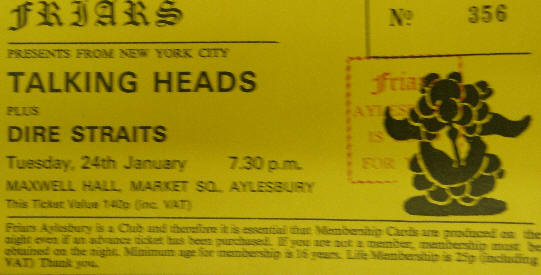 FRIARS
Nº 356
PRESENTS FROM NEW YORK CITY
TALKING HEADS
PLUS
DIRE STRAITS
Tuesday, 24th January 7.30 p.m.
MAXWELL HALL, MARKET SQ., AYLESBURY
This Ticket Value 140p (inc. VAT)
Friars
AYLES
IS
FOR
Friars Aylesbury is a Club and therefore it is essential that Membership Cards are produced on the
night even if an advance ticket has been purchased. If you are not a member, membership must be
obtained on the night. Minimum age for membership is 16 years. Life Membership is 25p (including
VAT) Thank you.